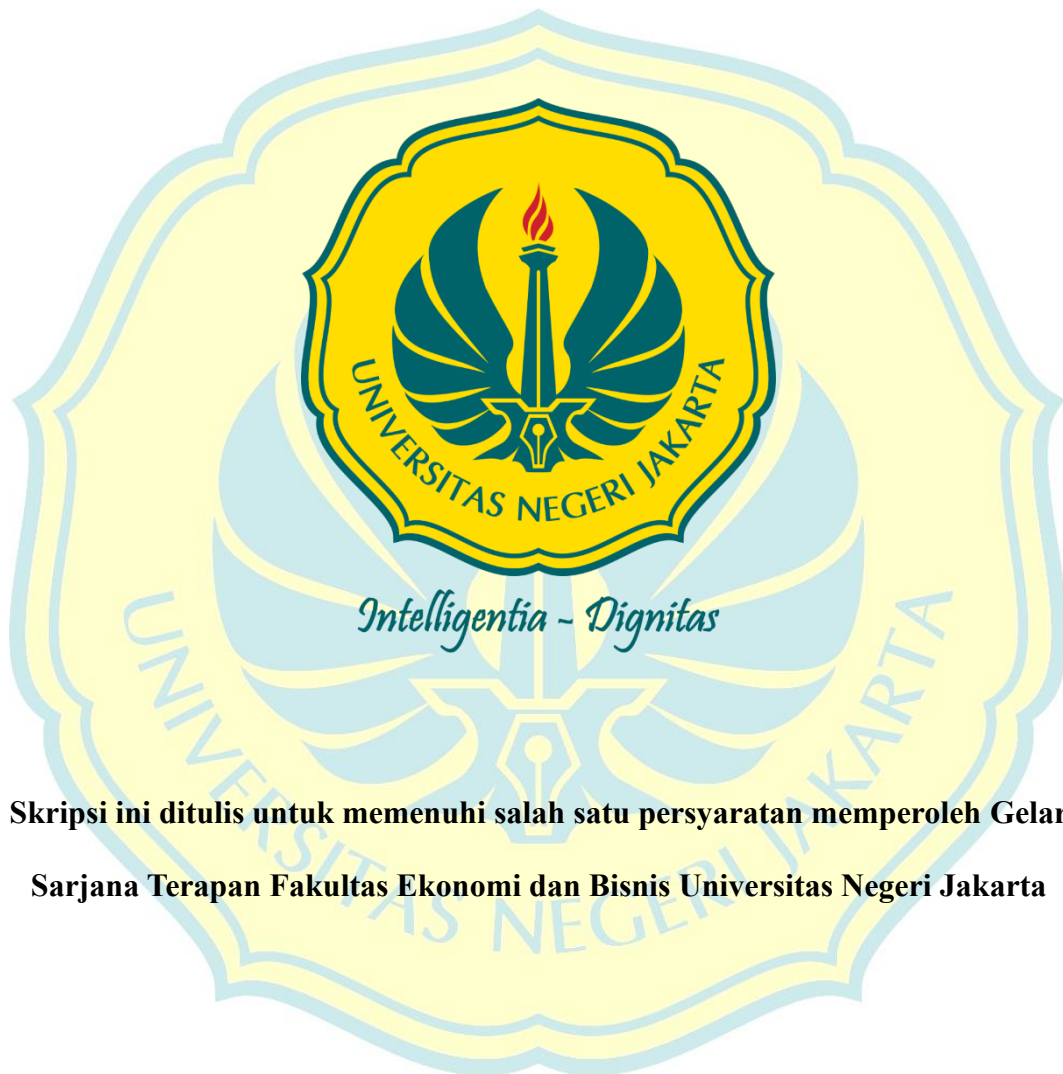 UNIVERSITAS NEGERI JAKARTA
Intelligentia - Dignitas
Skripsi ini ditulis untuk memenuhi salah satu persyaratan memperoleh Gelar
Sarjana Terapan Fakultas Ekonomi dan Bisnis Universitas Negeri Jakarta
UNIVERSITAS NEGERI JAKARTA